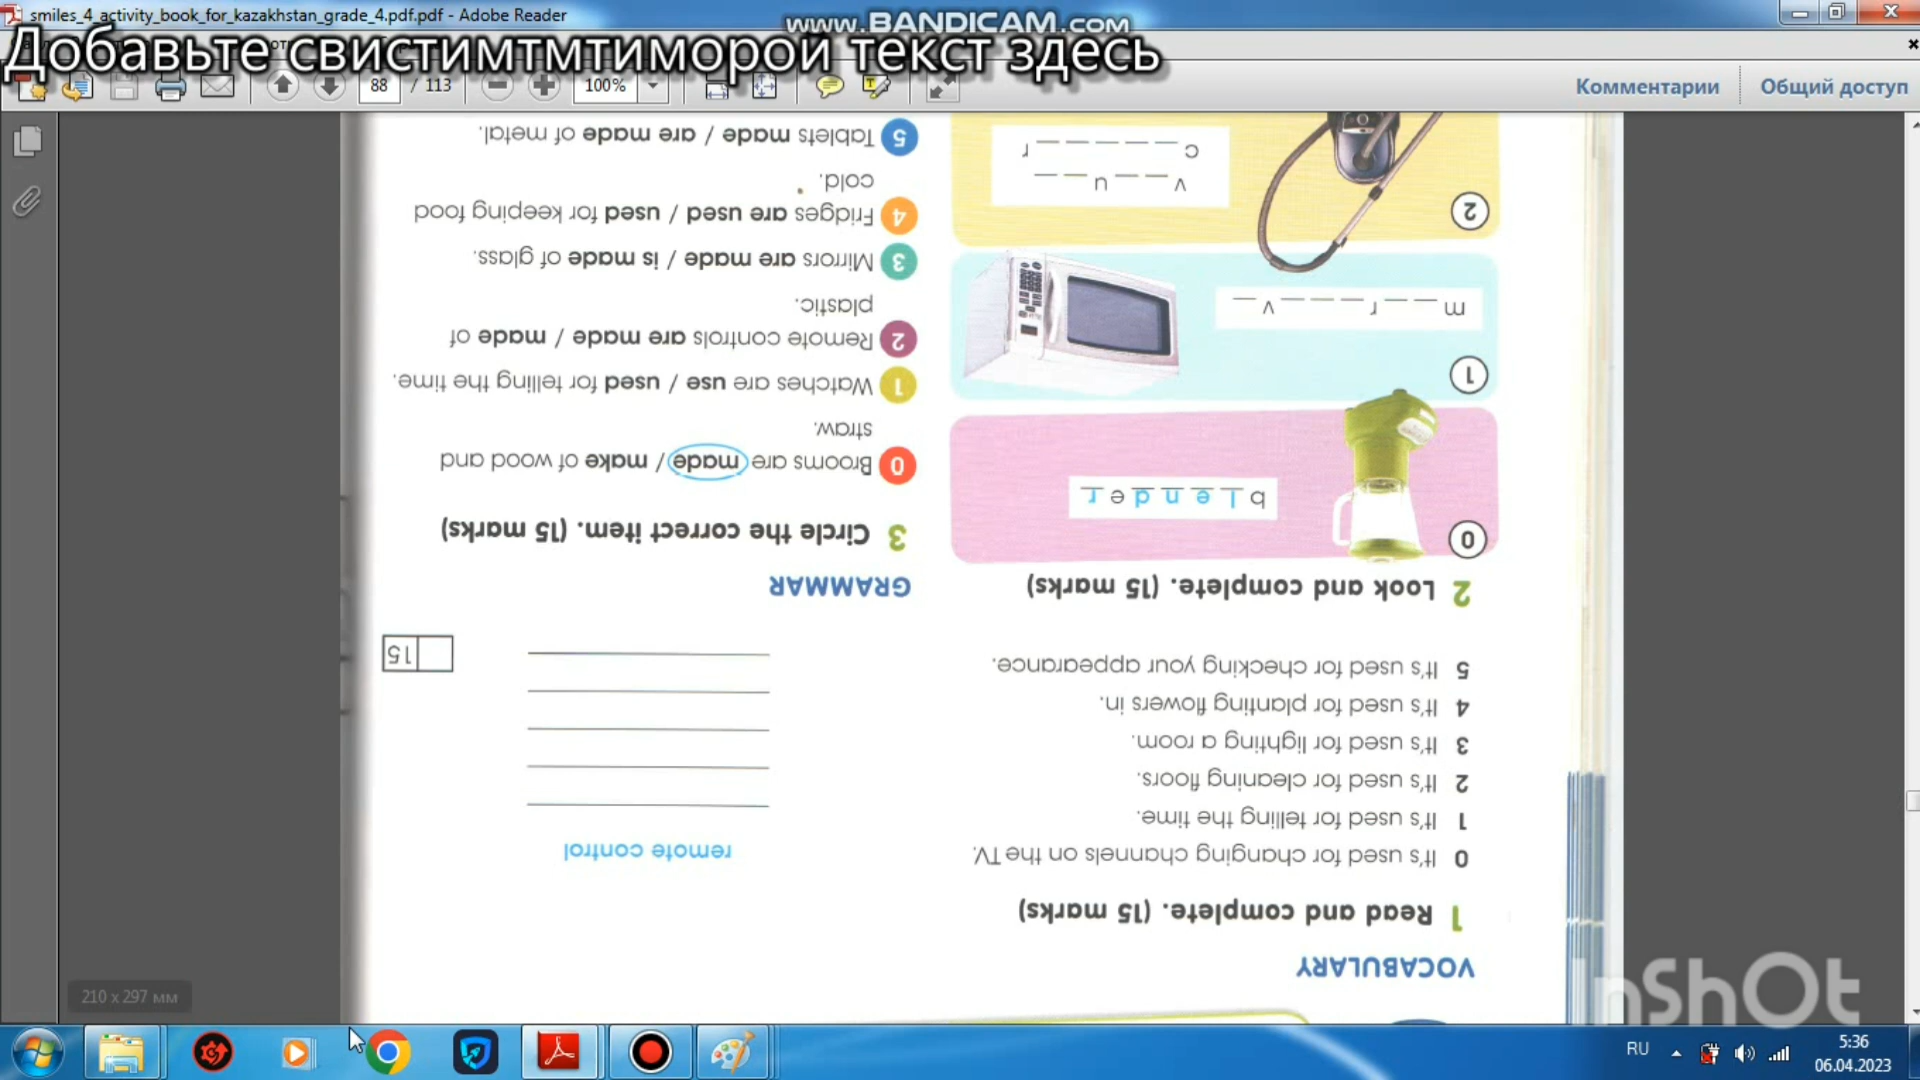 smiles_4_activity_book_for_kazakhstan_grade_4.pdf.pdf - Adobe Reader
www.BANDICAM.com
Добавьте свистимтмтиморой текст здесь
88 / 113
100%
Комментарии
Общий доступ
VOCABULARY
1 Read and complete. (15 marks)
0 It's used for changing channels on the TV.
remote control
1 It's used for telling the time.
2 It's used for cleaning floors.
3 It's used for lighting a room.
4 It's used for planting flowers in.
5 It's used for checking your appearance.
15
2 Look and complete. (15 marks)
0
blender
1
m _ _ r _ _ _ v _
2
v _ _ u _ _
c _ _ _ _ _ r
GRAMMAR
3 Circle the correct item. (15 marks)
0 Brooms are made / make of wood and
straw.
1 Watches are use / used for telling the time.
2 Remote controls are made / made of
plastic.
3 Mirrors are made / is made of glass.
4 Fridges are used / used for keeping food
cold.
5 Tablets made / are made of metal.
210 x 297 мм
InShOt
RU
5:36
06.04.2023